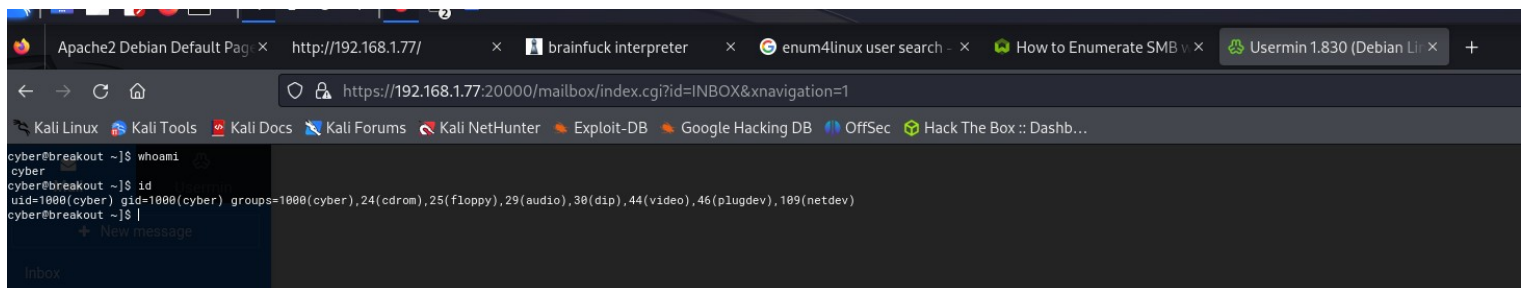 2
Apache2 Debian Default Pag
http://192.168.1.77/
brainfuck interpreter
enum4linux user search -
How to Enumerate SMB w
Usermin 1.830 (Debian Lin
https://192.168.1.77:20000/mailbox/index.cgi?id=INBOX&xnavigation=1
Kali Linux Kali Tools Kali Docs Kali Forums Kali NetHunter Exploit-DB Google Hacking DB OffSec Hack The Box :: Dashb...
cyber@breakout ~]$ whoami
cyber
cyber@breakout ~]$ id
uid=1000(cyber) gid=1000(cyber) groups=1000(cyber),24(cdrom),25(floppy),29(audio),30(dip),44(video),46(plugdev),109(netdev)
cyber@breakout ~]$
+ New message
Inbox